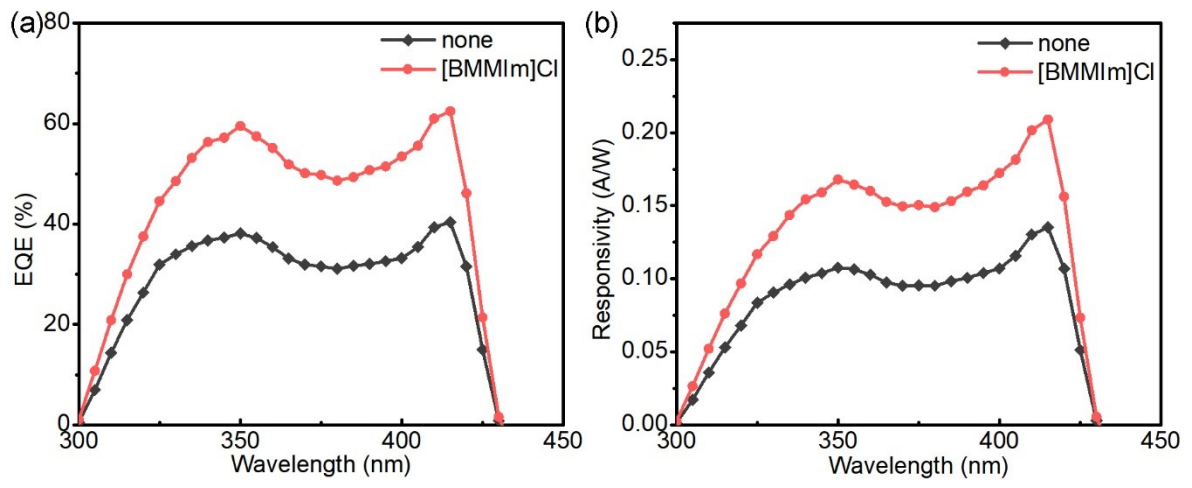 (a)
80
60
40
20
0
EQE (%)
none
[BMMIm]Cl
300
350
400
450
Wavelength (nm)
(b)
0.25
0.20
0.15
0.10
0.05
0.00
Responsivity (A/W)
none
[BMMIm]Cl
300
350
400
450
Wavelength (nm)